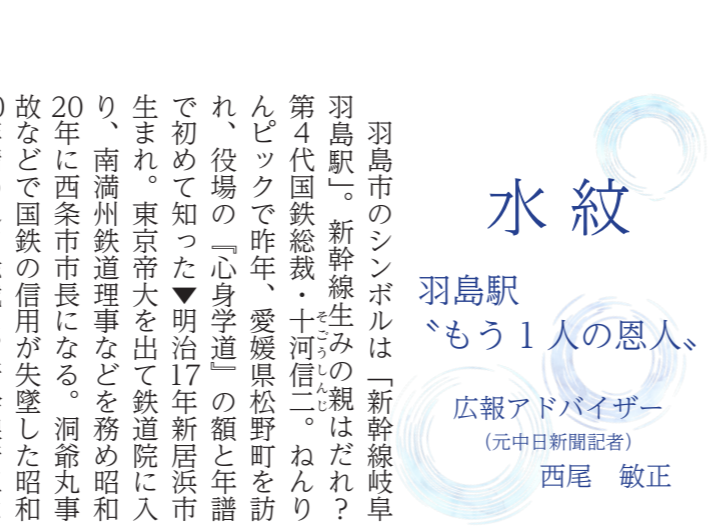 水紋
羽島駅
〝もう1人の恩人〟
広報アドバイザー
(元中日新聞記者)
西尾 敏正
羽島市のシンボルは「新幹線岐阜
羽島駅」。新幹線生みの親はだれ?
第4代国鉄総裁・十河信二。ねんり
そごうしんじ
んピックで昨年、愛媛県松野町を訪
れ、役場の『心身学道』の額と年譜
で初めて知った▼明治17年新居浜市
生まれ。東京帝大を出て鉄道院に入
り、南満州鉄道理事などを務め昭和
20年に西条市市長になる。洞爺丸事
故などで国鉄の信用が失墜した昭和